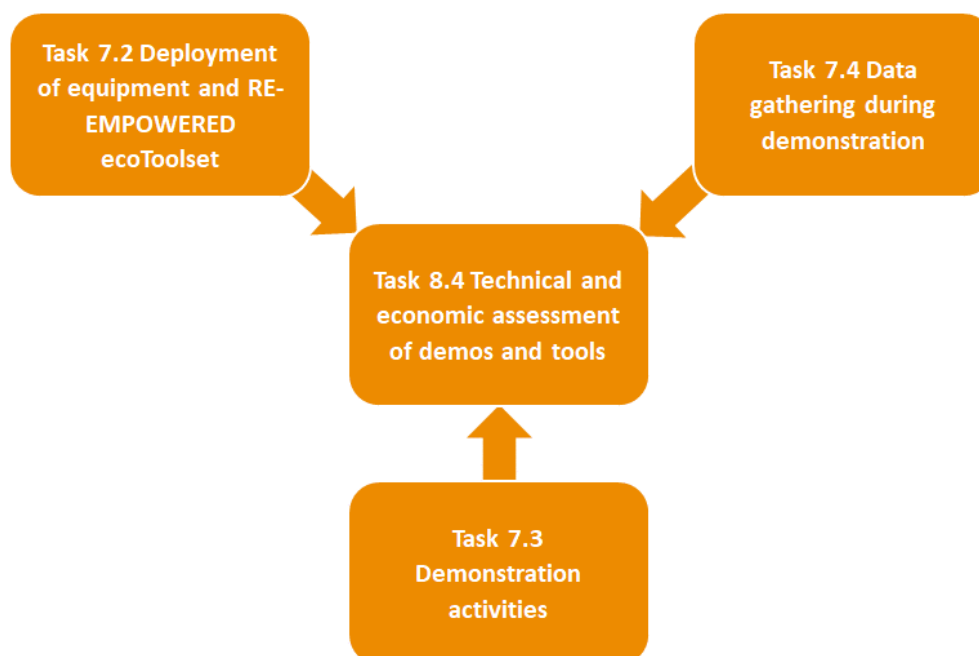 Task 7.2 Deployment
of equipment and RE-
EMPOWERED
ecoToolset
Task 7.4 Data
gathering during
demonstration
Task 8.4 Technical and
economic assessment
of demos and tools
Task 7.3
Demonstration
activities